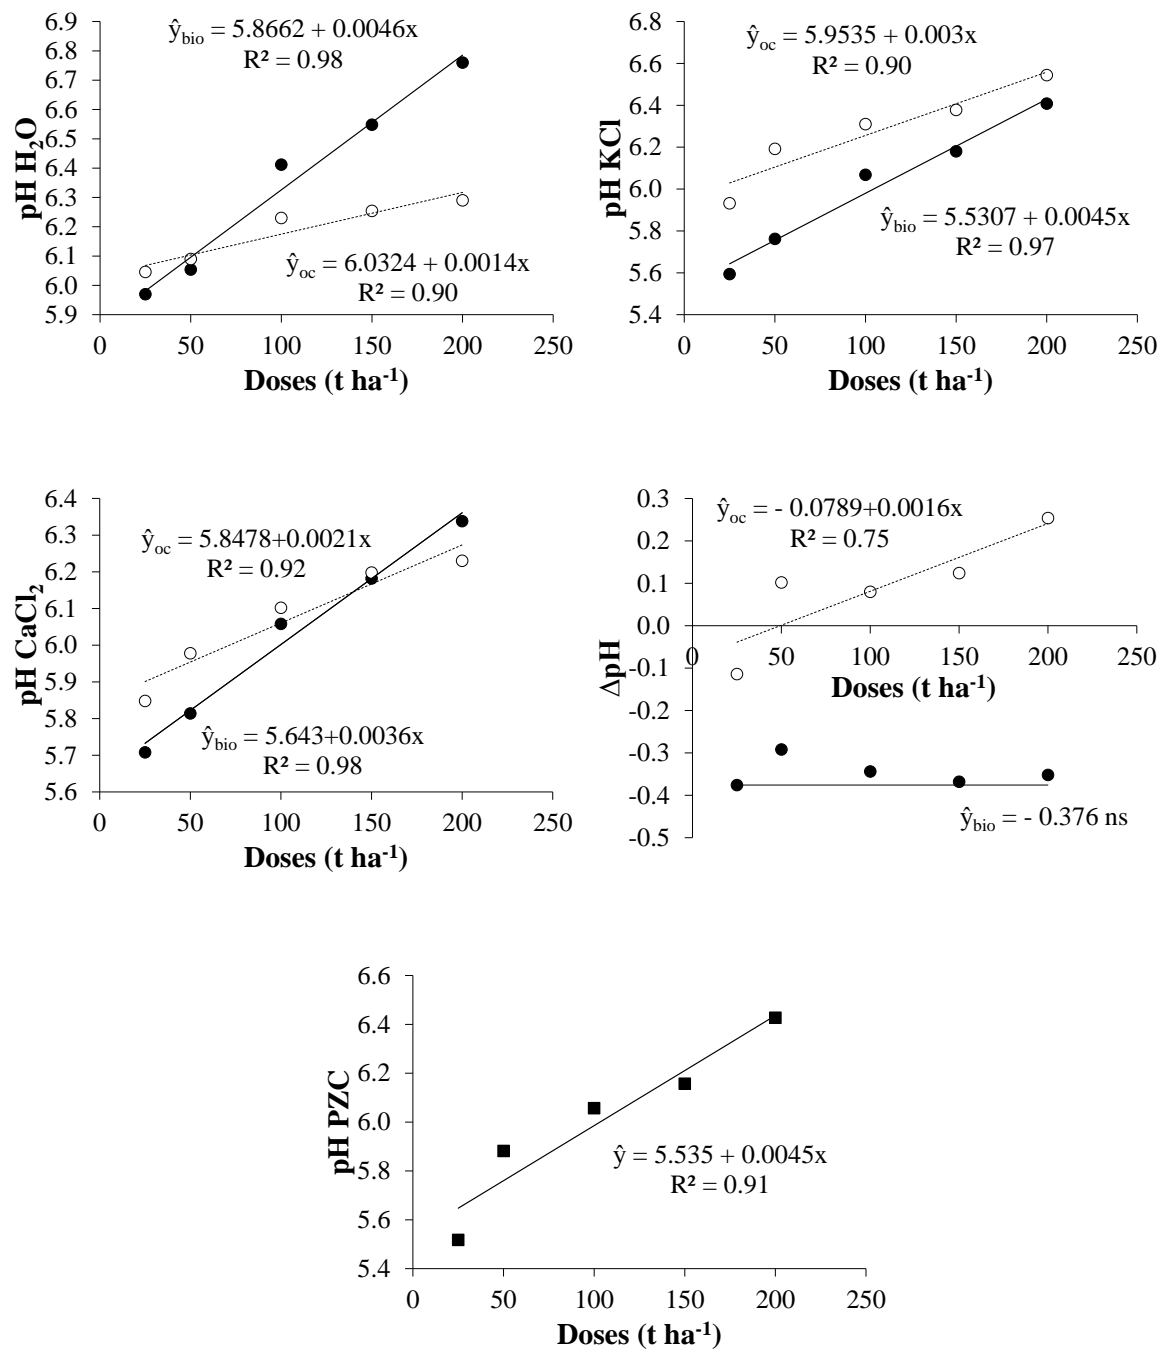 ŷbio = 5.8662 + 0.0046x
R² = 0.98
6.9
6.8
6.7
6.6
6.5
6.4
6.3
6.2
6.1
6.0
5.9
pH H₂O
ŷoc = 6.0324 + 0.0014x
R² = 0.90
0 50 100 150 200 250
Doses (t ha⁻¹)
ŷoc = 5.9535 + 0.003x
R² = 0.90
6.8
6.6
6.4
6.2
6.0
5.8
5.6
5.4
pH KCl
ŷbio = 5.5307 + 0.0045x
R² = 0.97
0 50 100 150 200 250
Doses (t ha⁻¹)
6.4
6.3
6.2
6.1
6.0
5.9
5.8
5.7
5.6
pH CaCl₂
ŷoc = 5.8478+0.0021x
R² = 0.92
ŷbio = 5.643+0.0036x
R² = 0.98
0 50 100 150 200 250
Doses (t ha⁻¹)
0.3
0.2
0.1
0.0
-0.1
-0.2
-0.3
-0.4
-0.5
ΔpH
ŷoc = - 0.0789+0.0016x
R² = 0.75
0 50 100 150 200 250
Doses (t ha⁻¹)
ŷbio = - 0.376 ns
6.6
6.4
6.2
6.0
5.8
5.6
5.4
pH PZC
ŷ = 5.535 + 0.0045x
R² = 0.91
0 50 100 150 200 250
Doses (t ha⁻¹)